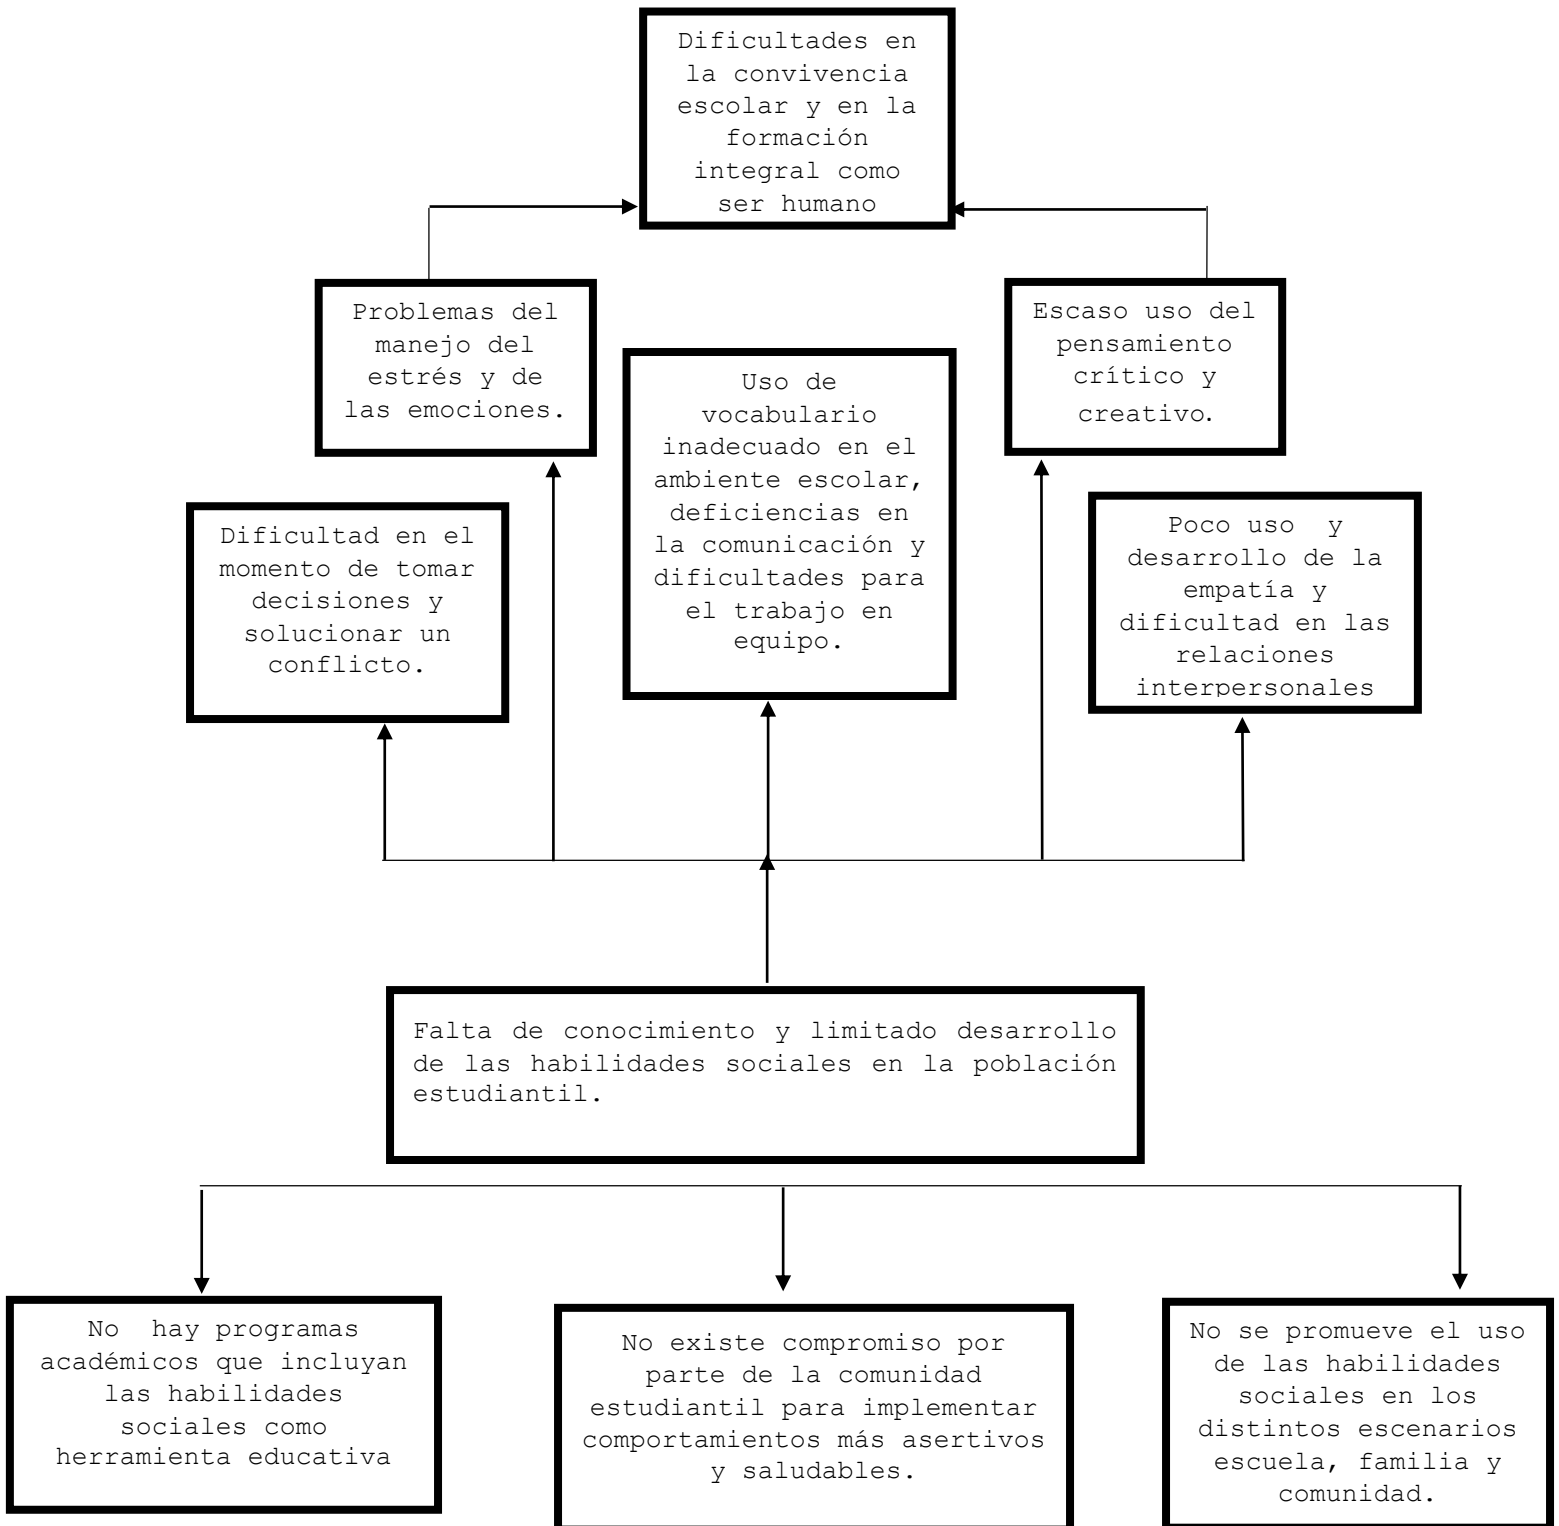 Dificultades en
la convivencia
escolar y en la
formación
integral como
ser humano
Problemas del
manejo del
estrés y de
las emociones.
Escaso uso del
pensamiento
crítico y
creativo.
Uso de
vocabulario
inadecuado en el
ambiente escolar,
deficiencias en
la comunicación y
dificultades para
el trabajo en
equipo.
Dificultad en el
momento de tomar
decisiones y
solucionar un
conflicto.
Poco uso  y
desarrollo de la
empatía y
dificultad en las
relaciones
interpersonales
Falta de conocimiento y limitado desarrollo
de las habilidades sociales en la población
estudiantil.
No  hay programas
académicos que incluyan
las habilidades
sociales como
herramienta educativa
No existe compromiso por
parte de la comunidad
estudiantil para implementar
comportamientos más asertivos
y saludables.
No se promueve el uso
de las habilidades
sociales en los
distintos escenarios
escuela, familia y
comunidad.